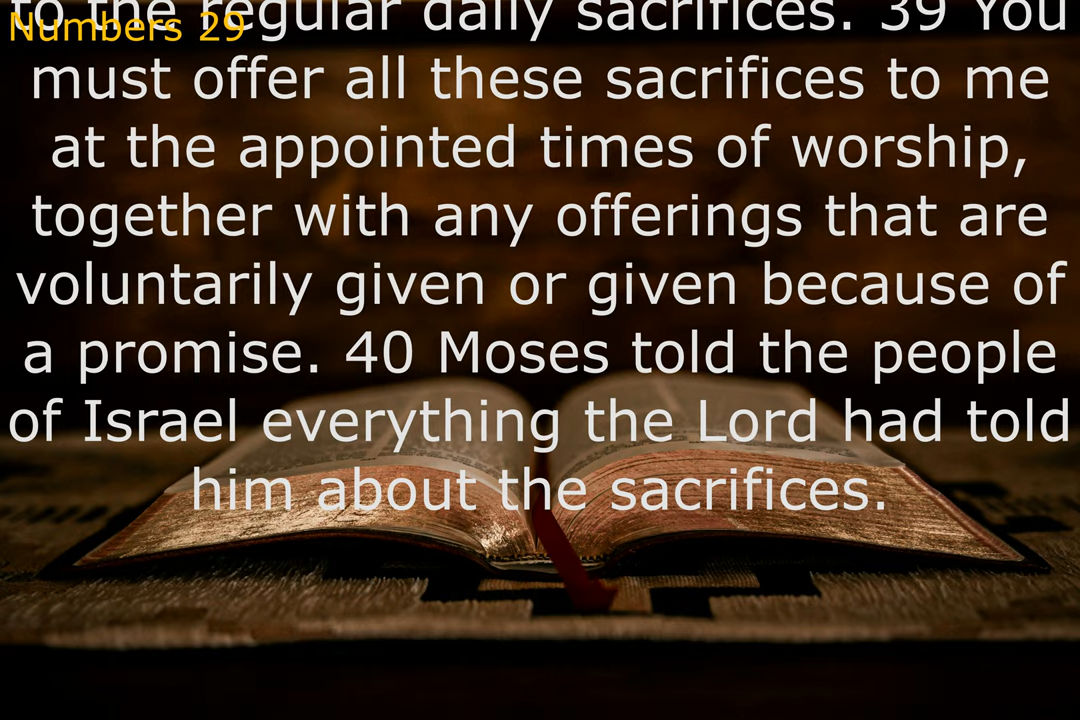 to the regular daily sacrifices. 39 You
Numbers 29
must offer all these sacrifices to me
at the appointed times of worship,
together with any offerings that are
voluntarily given or given because of
a promise. 40 Moses told the people
of Israel everything the Lord had told
him about the sacrifices.